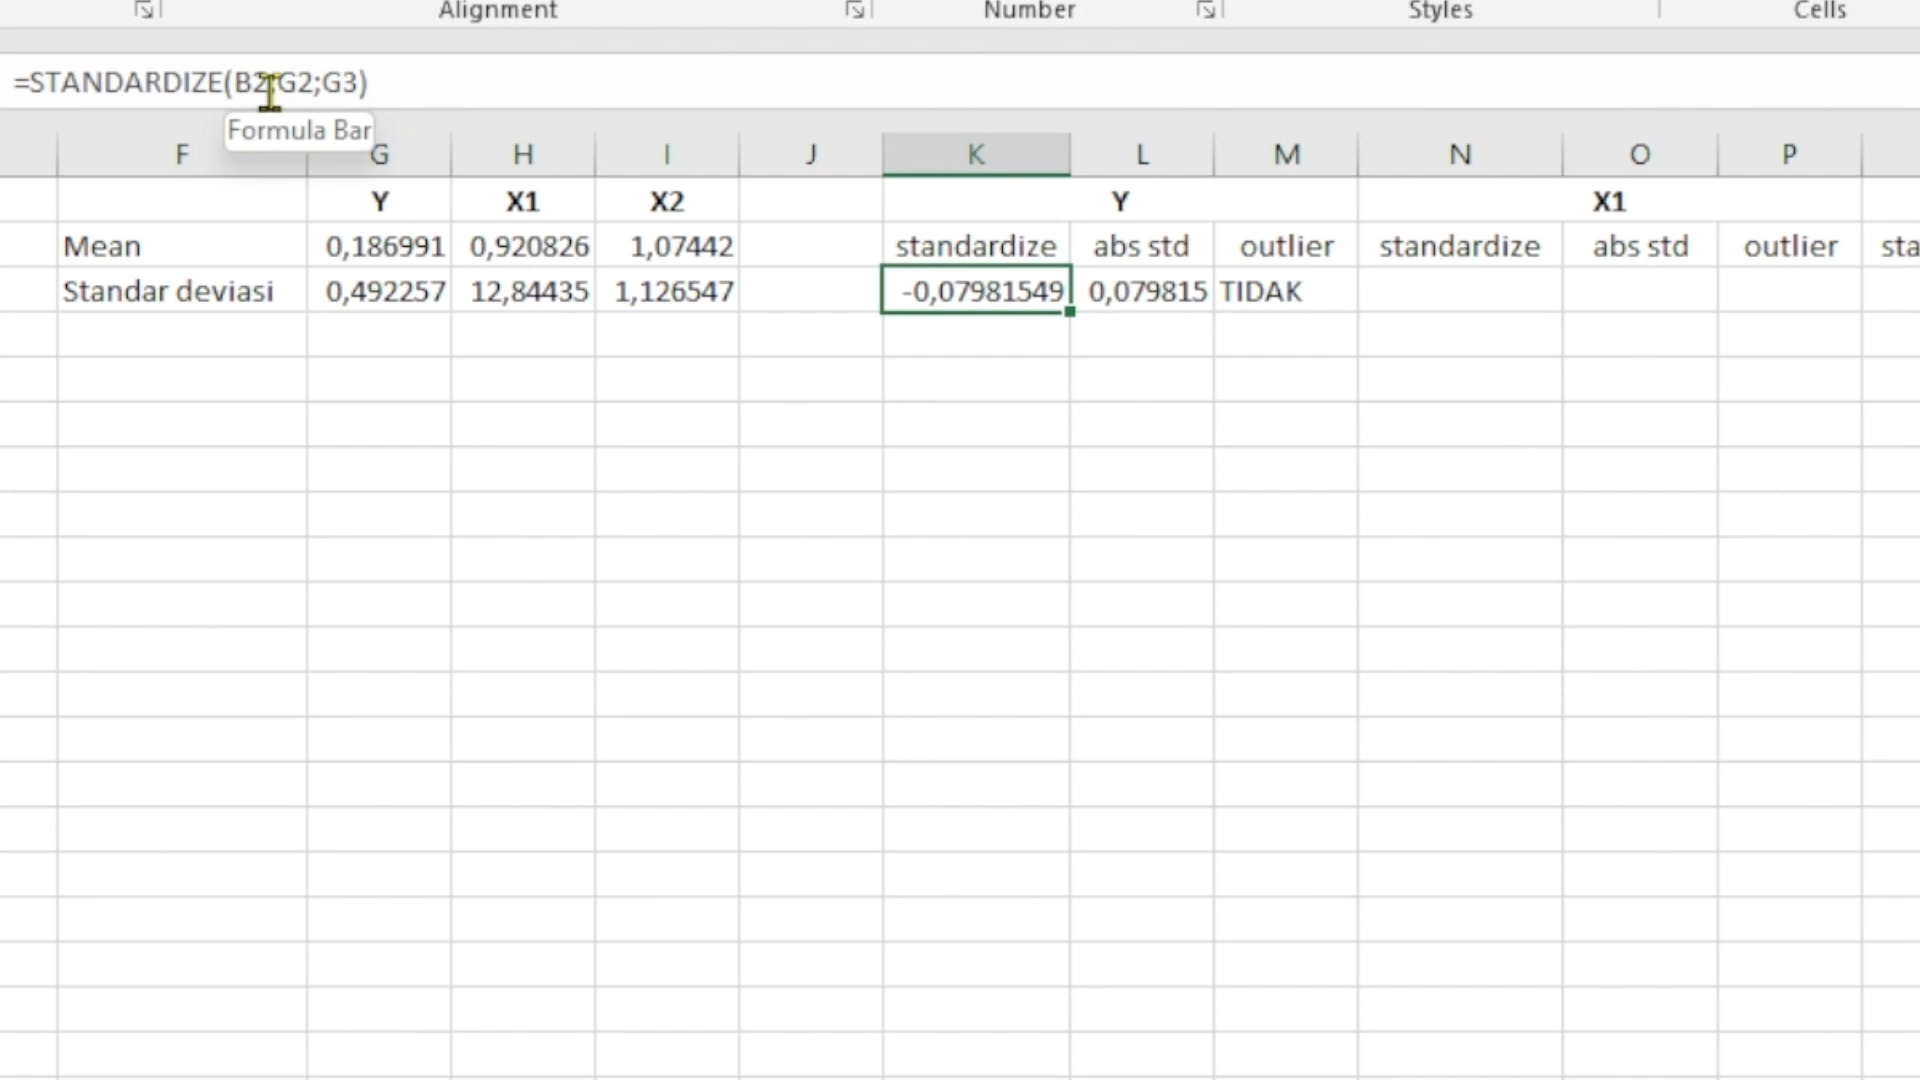 Alignment Number Styles Cells
=STANDARDIZE(B2;G2;G3)
Formula Bar
F G H I J K L M N O P
Y X1 X2 Y X1
Mean 0,186991 0,920826 1,07442 standardize abs std outlier standardize abs std outlier sta
Standar deviasi 0,492257 12,84435 1,126547 -0,07981549 0,079815 TIDAK